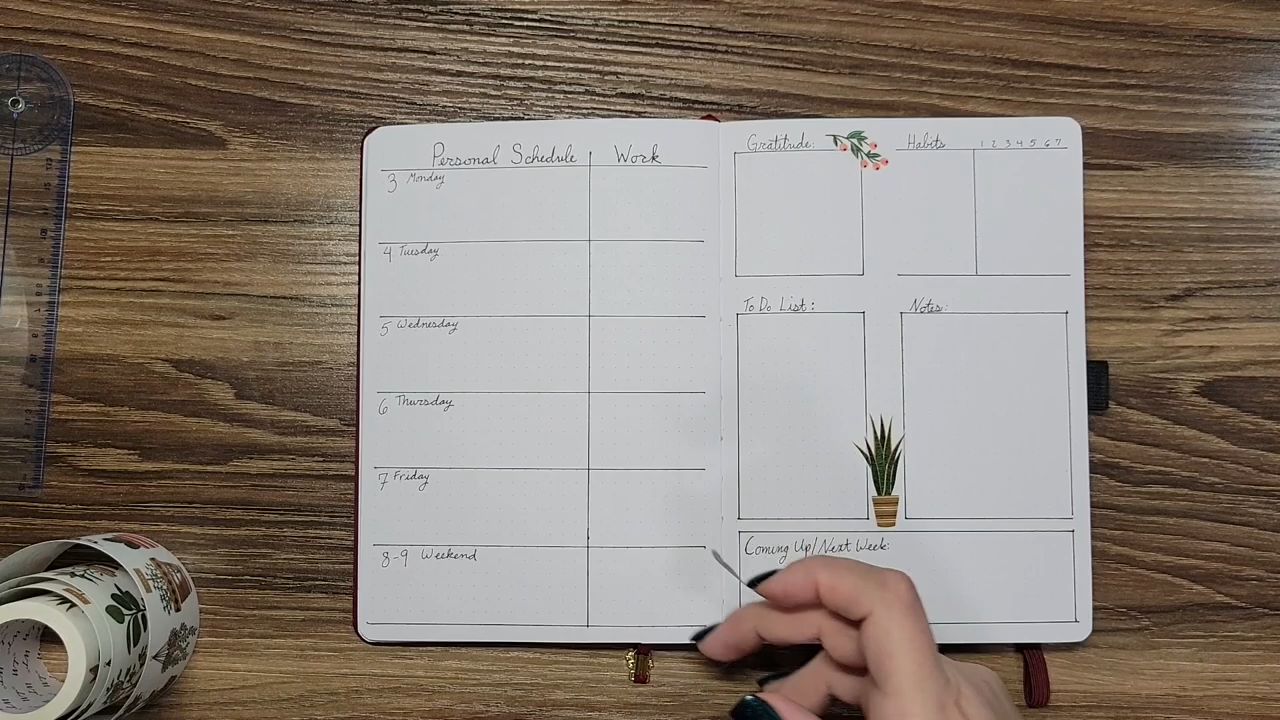 Personal Schedule Work
3 Monday
4 Tuesday
5 Wednesday
6 Thursday
7 Friday
8-9 Weekend
Gratitude:
Habits 1 2 3 4 5 6 7
To Do List:
Notes:
Coming Up/Next Week: